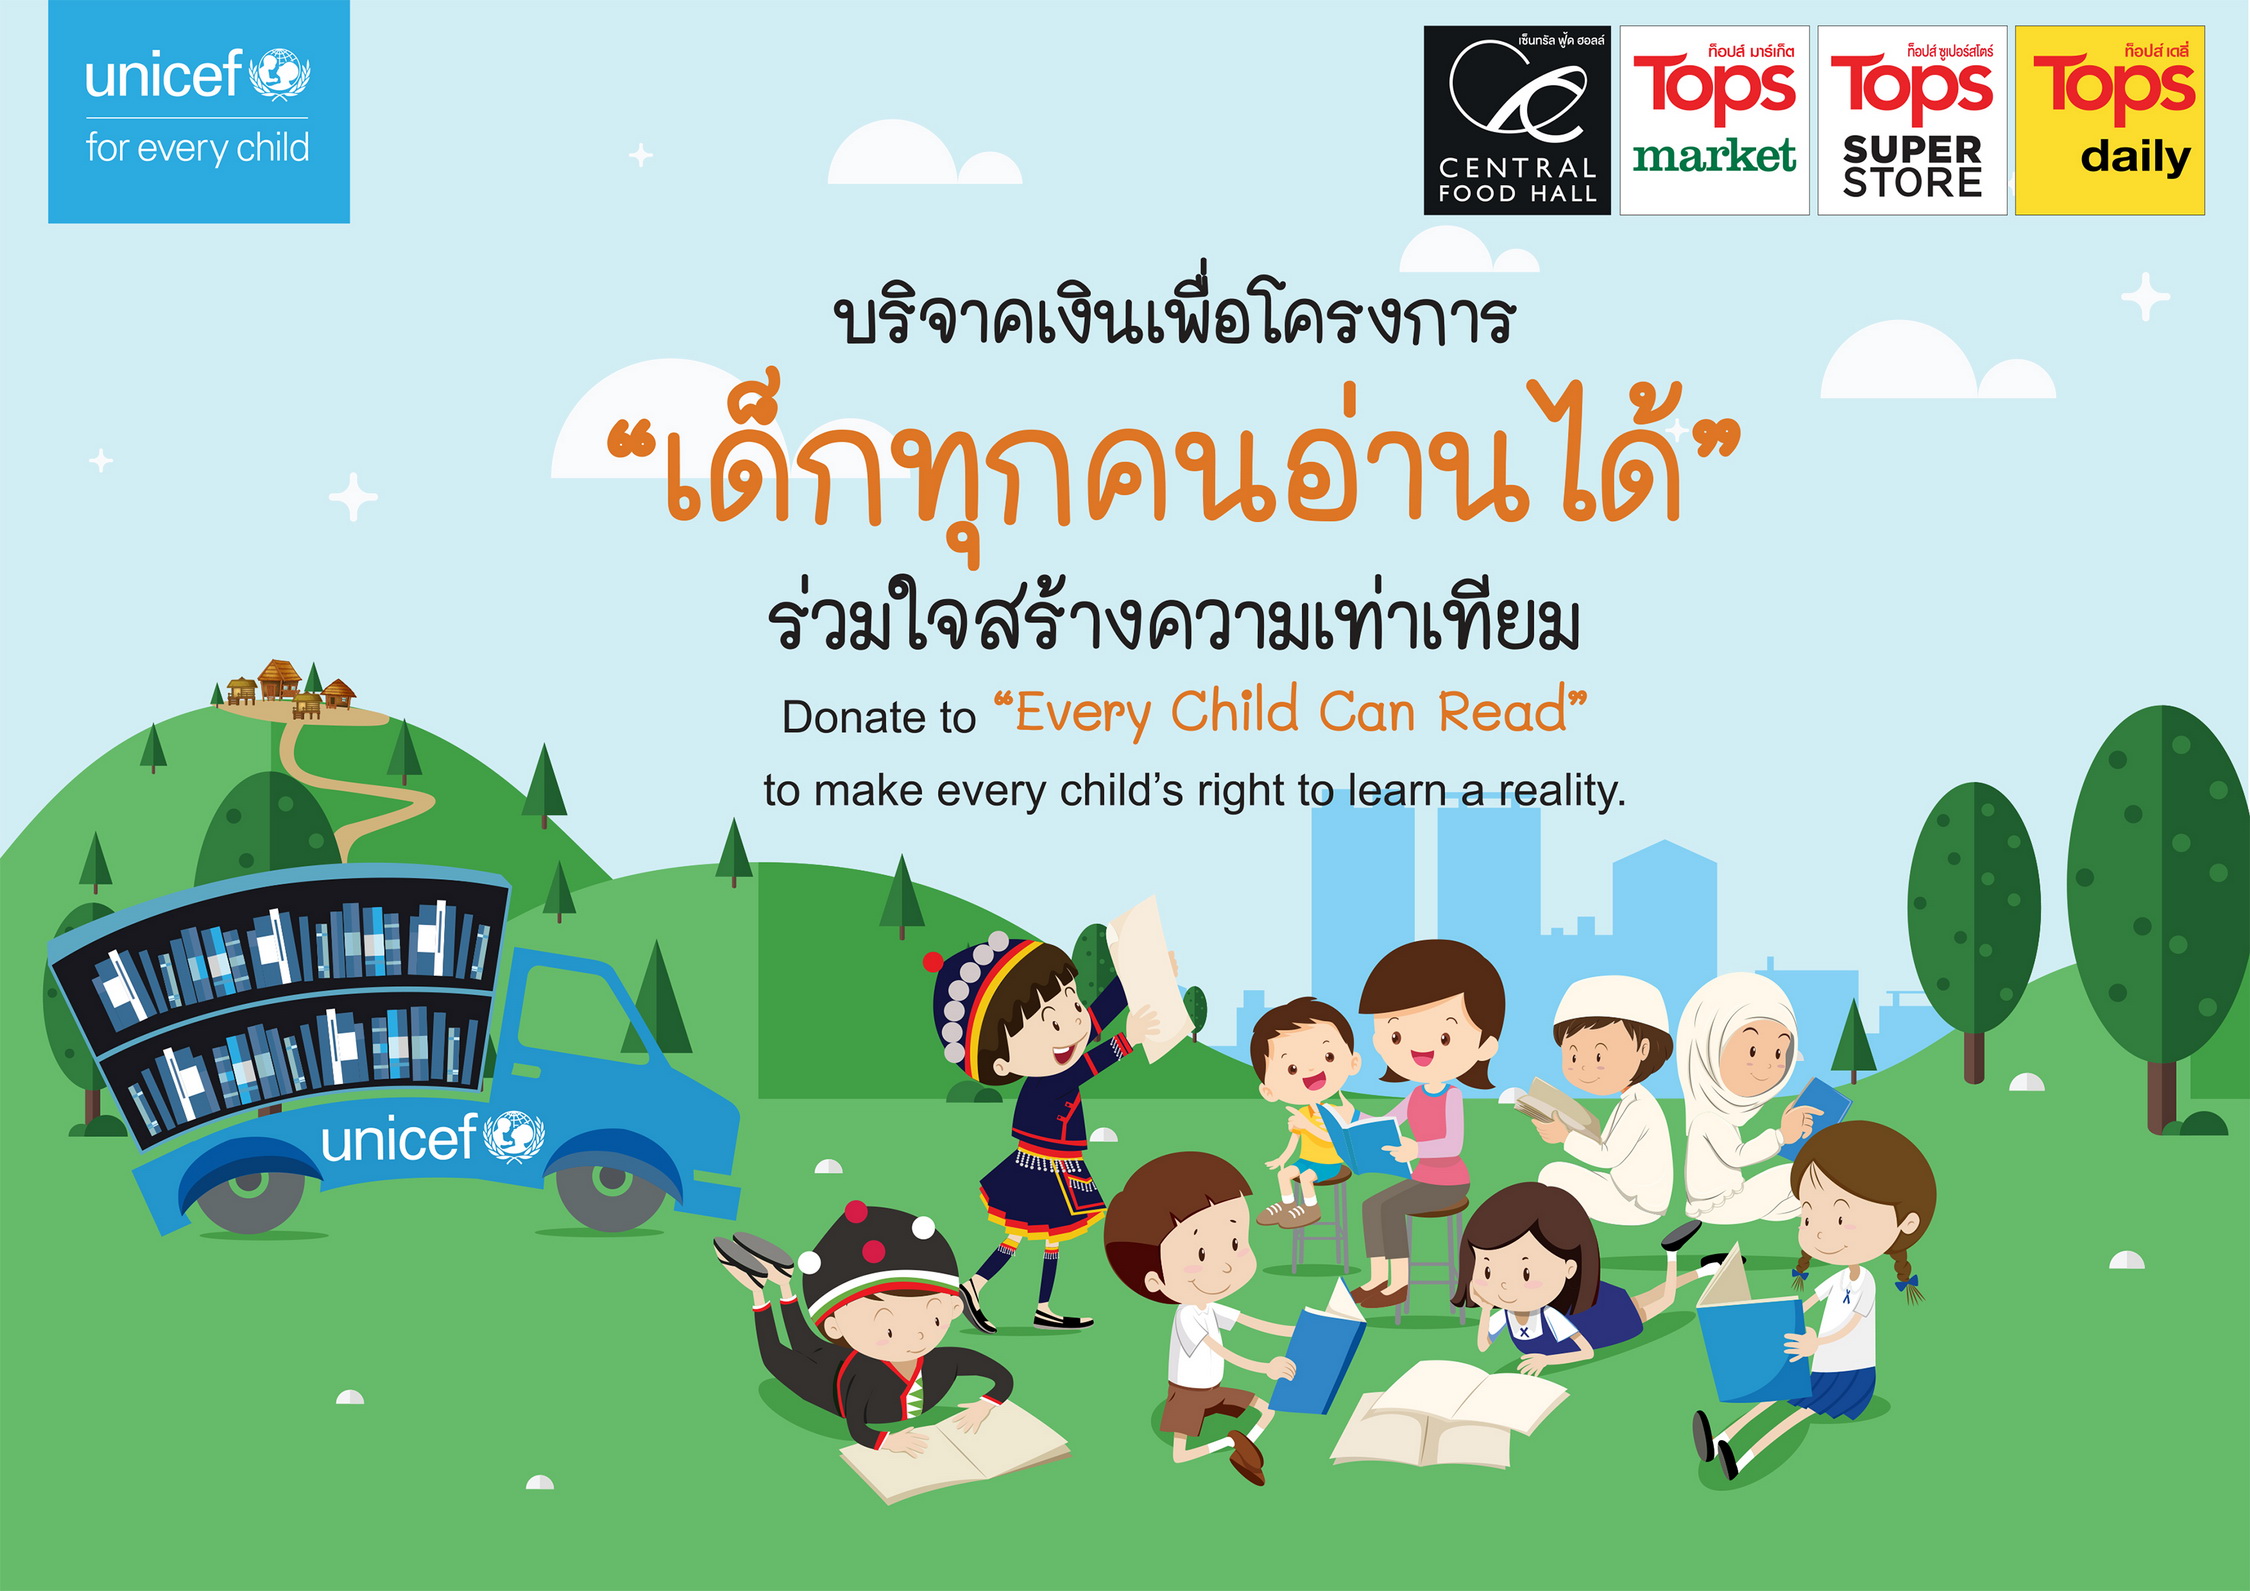 unicef
for every child
เซ็นทรัล ฟู้ด ฮอลล์
CENTRAL
FOOD HALL
ท็อปส์ มาร์เก็ต
Tops
market
ท็อปส์ ซูเปอร์สโตร์
Tops
SUPER
STORE
ท็อปส์ เดลี่
Tops
daily
บริจาคเงินเพื่อโครงการ
“เด็กทุกคนอ่านได้”
ร่วมใจสร้างความเท่าเทียม
Donate to “Every Child Can Read”
to make every child’s right to learn a reality.
unicef